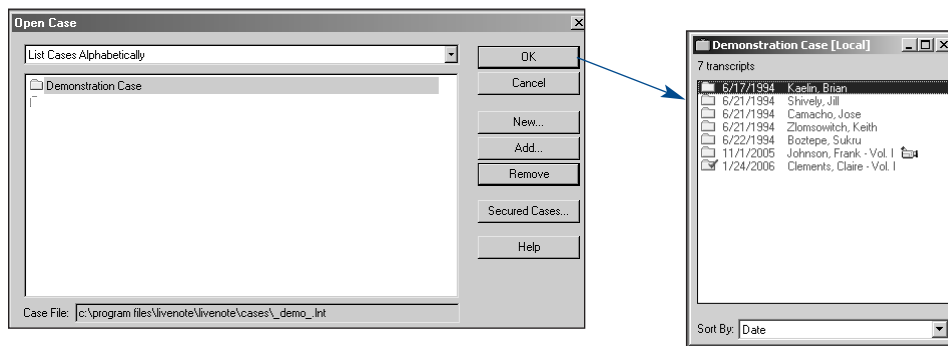 Open Case
List Cases Alphabetically
Demonstration Case
OK
Cancel
New...
Add...
Remove
Secured Cases...
Help
Case File: c:\program files\livenote\livenote\cases\_demo_.lnt
Demonstration Case [Local]
7 transcripts
6/17/1994 Kaelin, Brian
6/21/1994 Shively, Jill
6/21/1994 Camacho, Jose
6/21/1994 Zlomsowitch, Keith
6/22/1994 Boztepe, Sukru
11/1/2005 Johnson, Frank - Vol. I
1/24/2006 Clements, Claire - Vol. I
Sort By: Date